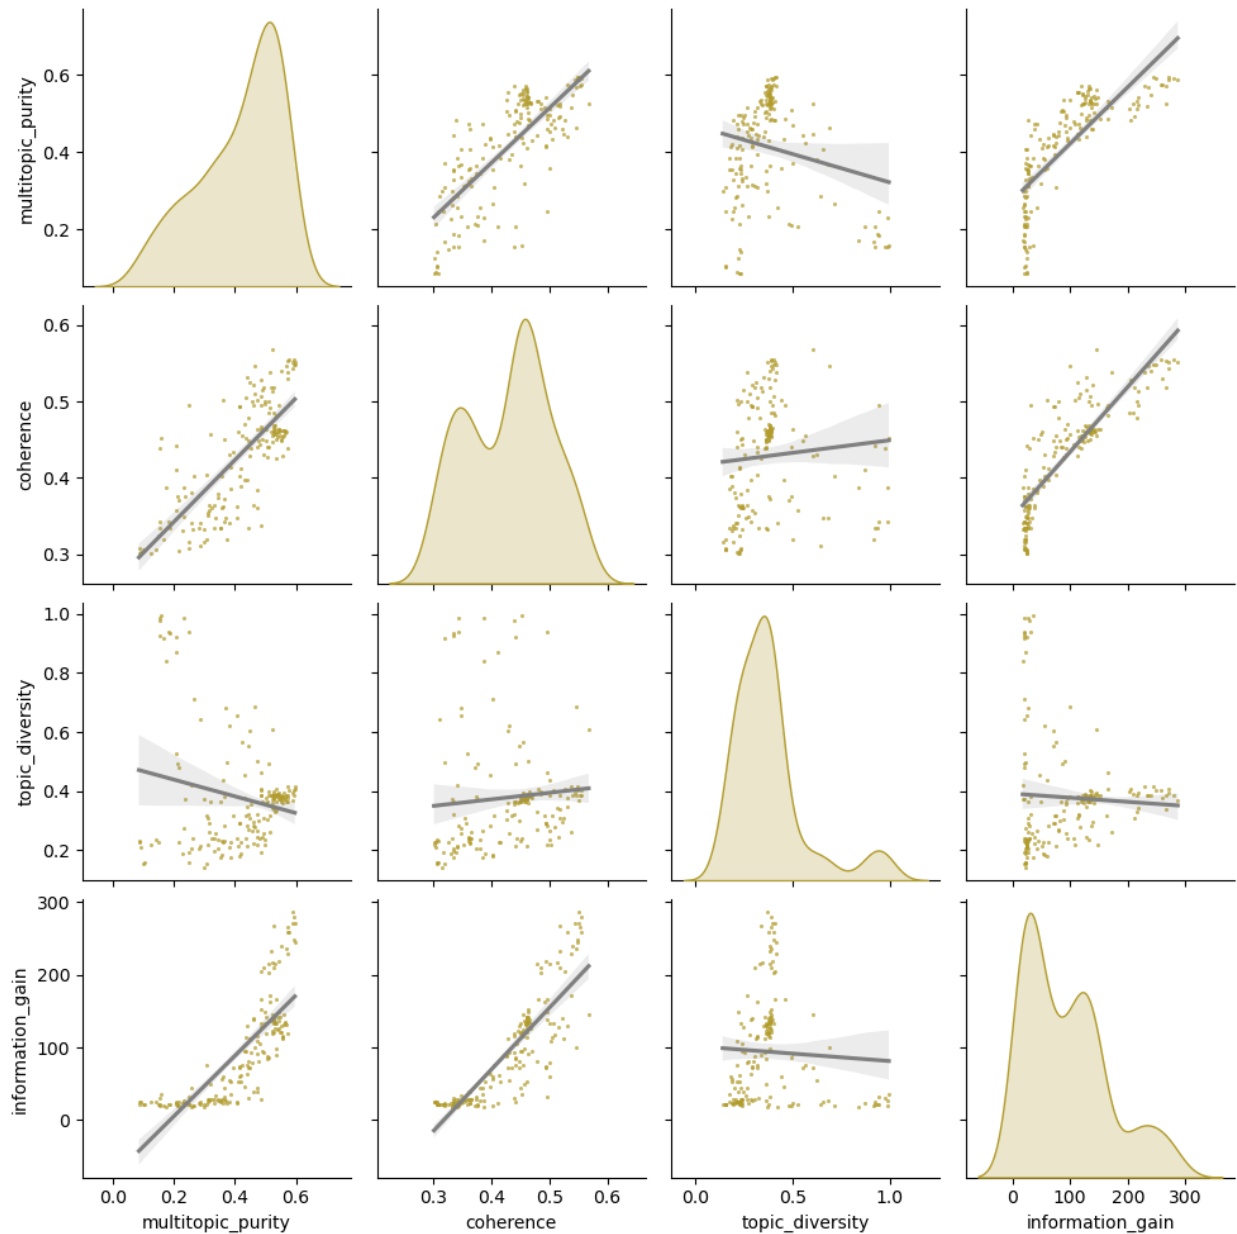 multitopic_purity
0.6
0.4
0.2
coherence
0.6
0.5
0.4
0.3
topic_diversity
1.0
0.8
0.6
0.4
0.2
information_gain
300
200
100
0
0.0 0.2 0.4 0.6
0.3 0.4 0.5 0.6
0.0 0.5 1.0
0 100 200 300
multitopic_purity
coherence
topic_diversity
information_gain